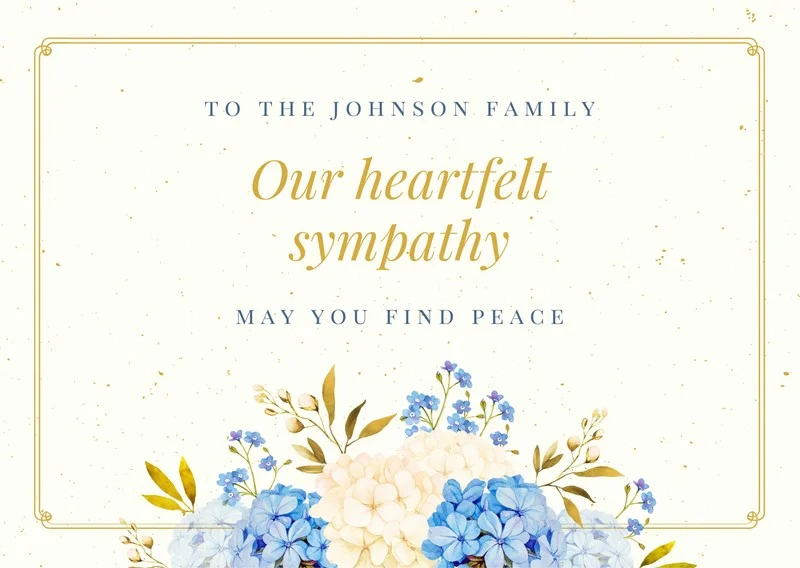 TO THE JOHNSON FAMILY
Our heartfelt
sympathy
MAY YOU FIND PEACE